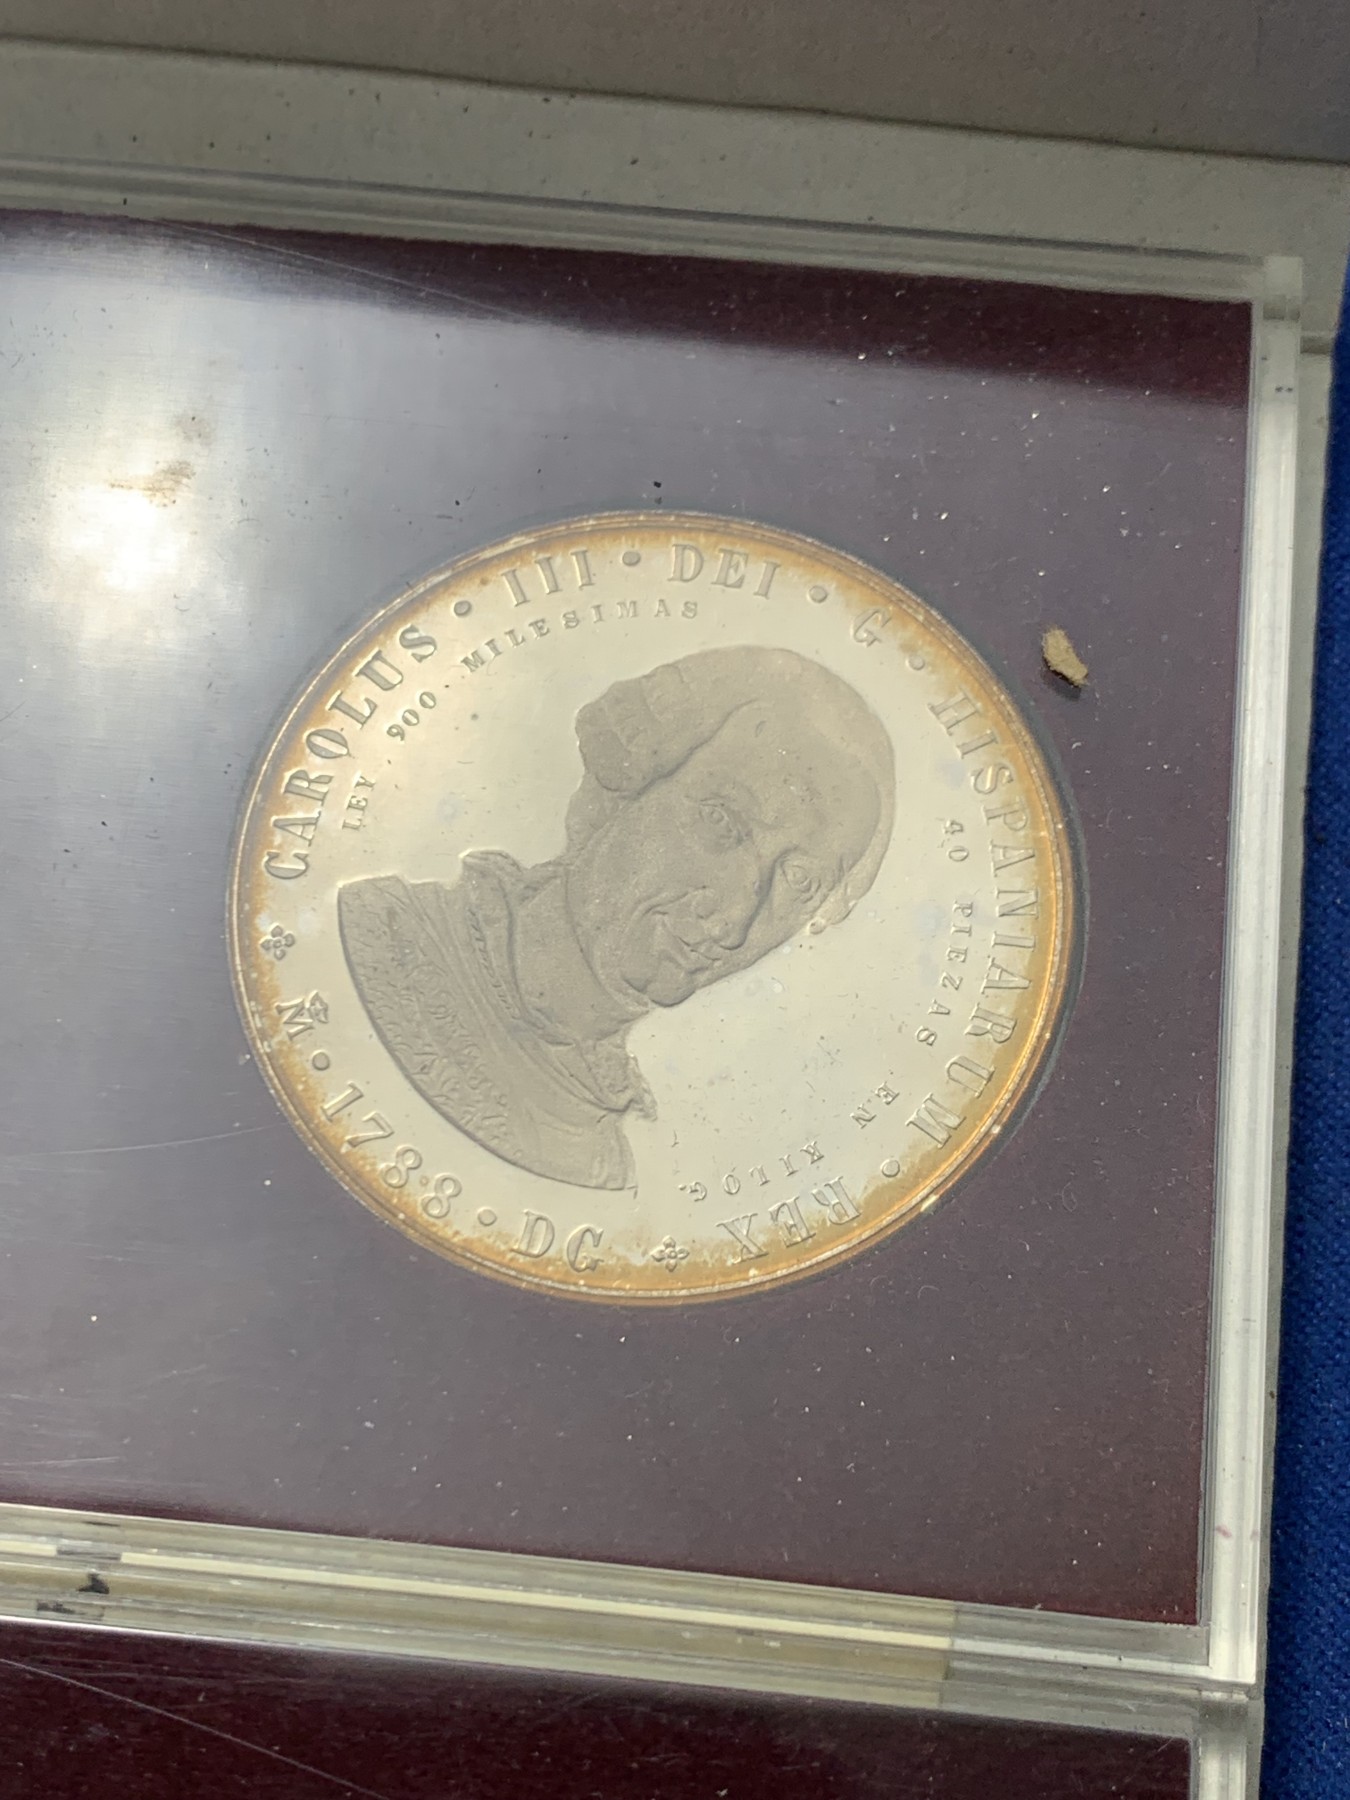 CAROLUS · III · DEI · G · HISPANIARUM · REX
DG · 1788 · M
LEY 900 MILESIMAS
40 PIEZAS EN KILOG.